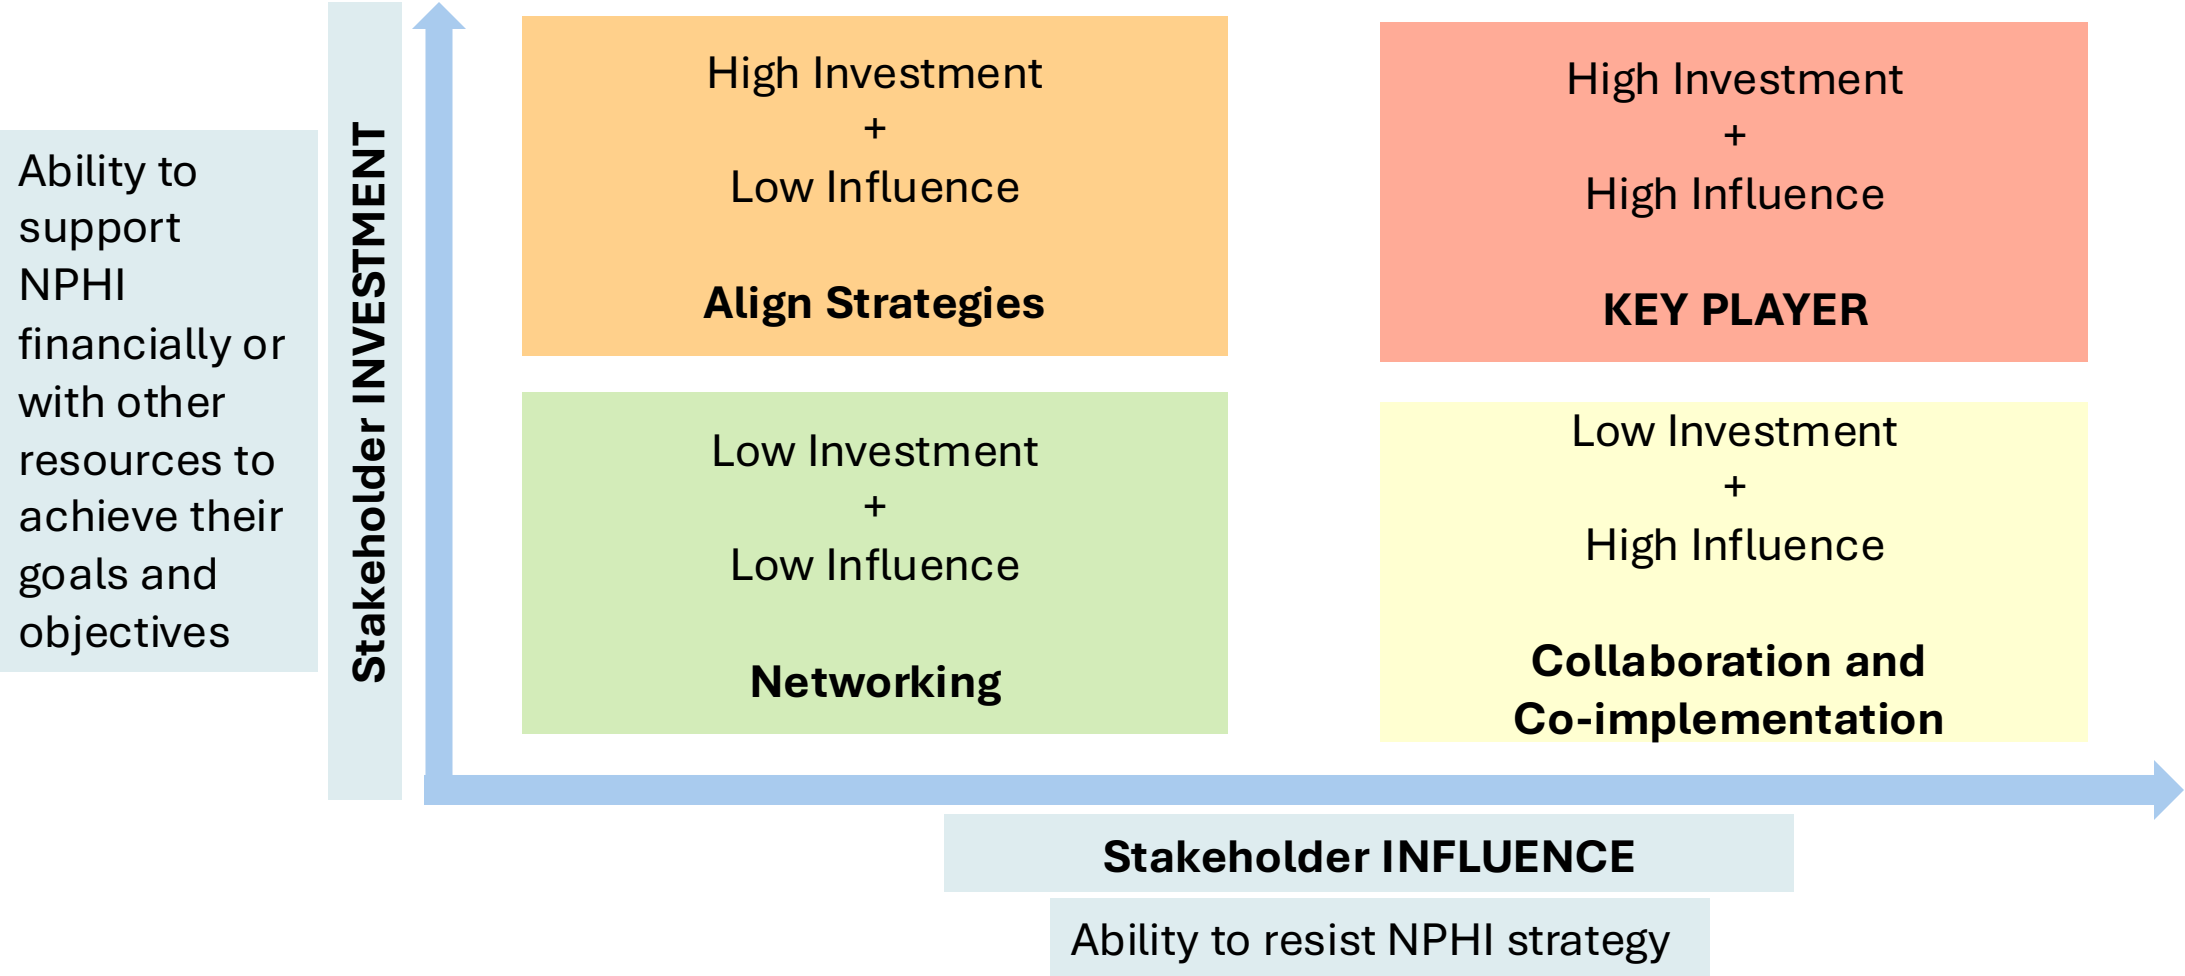 Ability to
support
NPHI
financially or
with other
resources to
achieve their
goals and
objectives
Stakeholder INVESTMENT
High Investment
+
Low Influence
Align Strategies
High Investment
+
High Influence
KEY PLAYER
Low Investment
+
Low Influence
Networking
Low Investment
+
High Influence
Collaboration and
Co-implementation
Stakeholder INFLUENCE
Ability to resist NPHI strategy